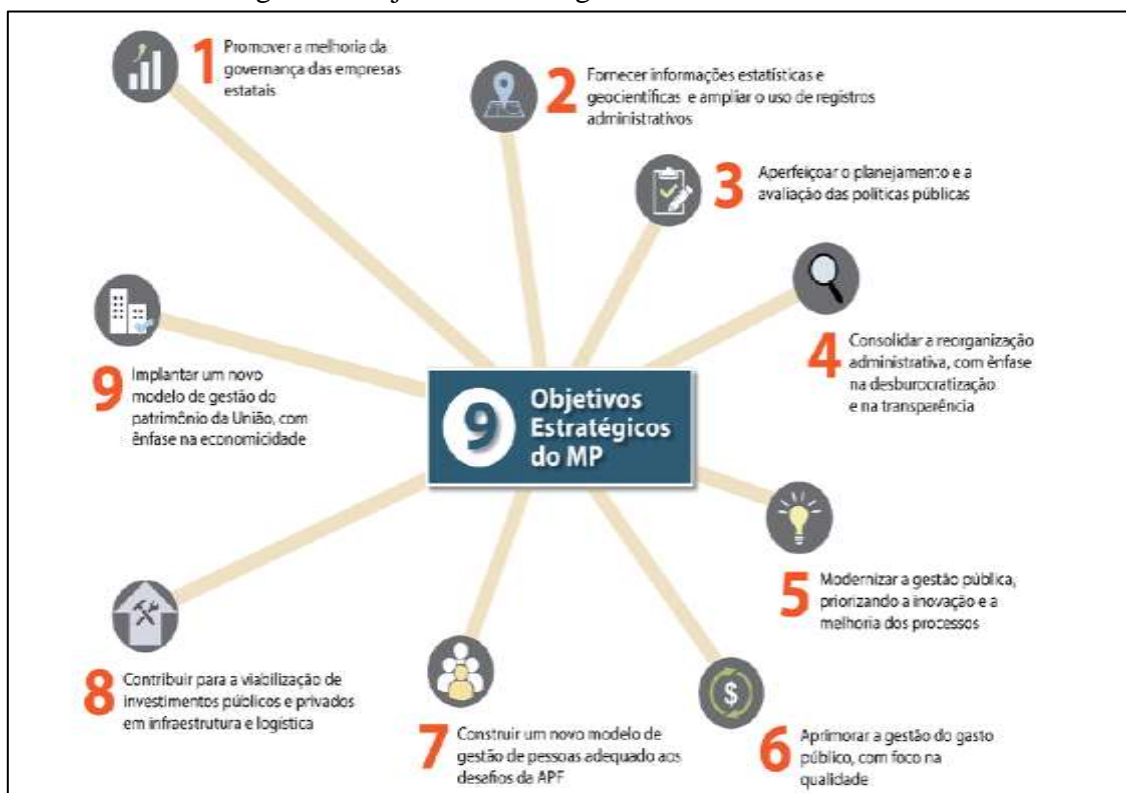 1
Promover a melhoria da
governança das empresas
estatais
2
Fornecer informações estatísticas e
geocientíficas e ampliar o uso de registros
administrativos
3
Aperfeiçoar o planejamento e a
avaliação das políticas públicas
4
Consolidar a reorganização
administrativa, com ênfase
na desburocratização
e na transparência
9
Implantar um novo
modelo de gestão do
patrimônio da União, com
ênfase na economicidade
9
Objetivos
Estratégicos
do MP
5
Modernizar a gestão pública,
priorizando a inovação e a
melhoria dos processos
8
Contribuir para a viabilização de
investimentos públicos e privados
em infraestrutura e logística
7
Construir um novo modelo de
gestão de pessoas adequado aos
desafios da APF
$
6
Aprimorar a gestão do gasto
público, com foco na
qualidade